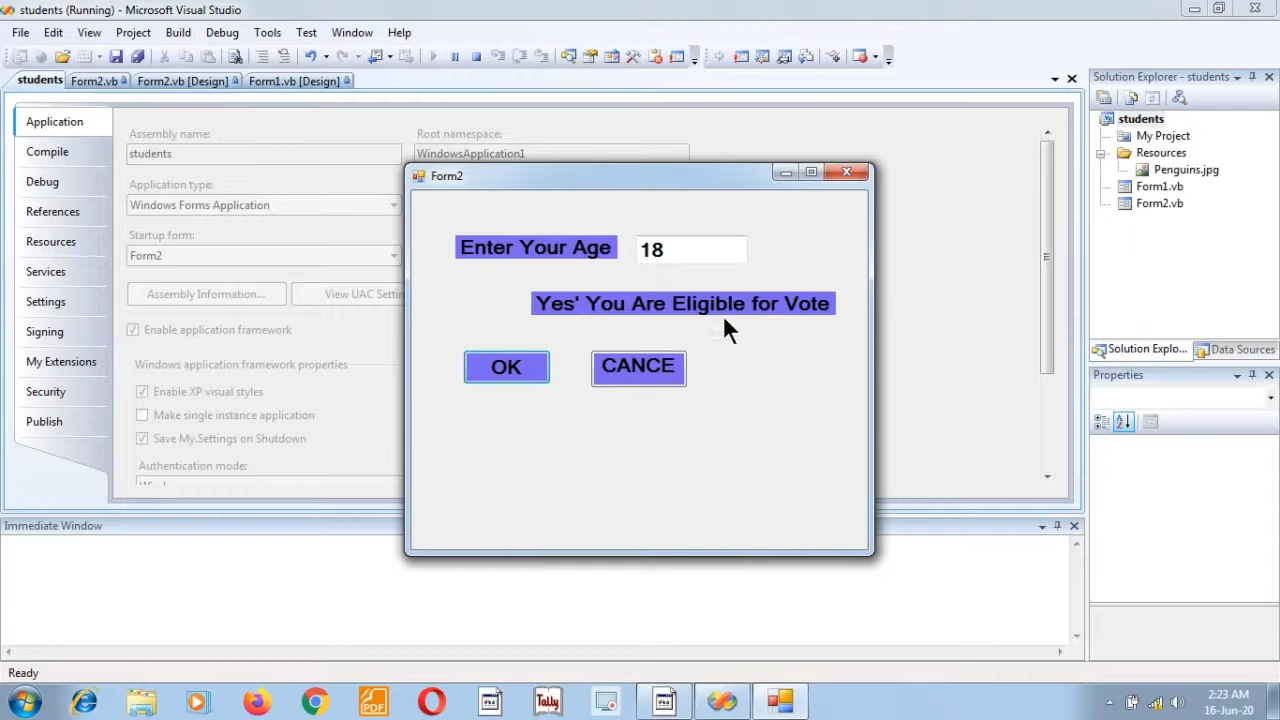 students (Running) - Microsoft Visual Studio
File Edit View Project Build Debug Tools Test Window Help
students Form2.vb Form2.vb [Design] Form1.vb [Design]
Application
Compile
Debug
References
Resources
Services
Settings
Signing
My Extensions
Security
Publish
Assembly name:
students
Root namespace:
WindowsApplication1
Application type:
Windows Forms Application
Startup form:
Form2
Assembly Information...
View UAC Settin
Enable application framework
Windows application framework properties
Enable XP visual styles
Make single instance application
Save My.Settings on Shutdown
Authentication mode:
Form2
Enter Your Age
18
Yes' You Are Eligible for Vote
OK
CANCE
Solution Explorer - students
students
My Project
Resources
Penguins.jpg
Form1.vb
Form2.vb
Solution Explo...
Data Sources
Properties
Immediate Window
Ready
Tally
2:23 AM
16-Jun-20